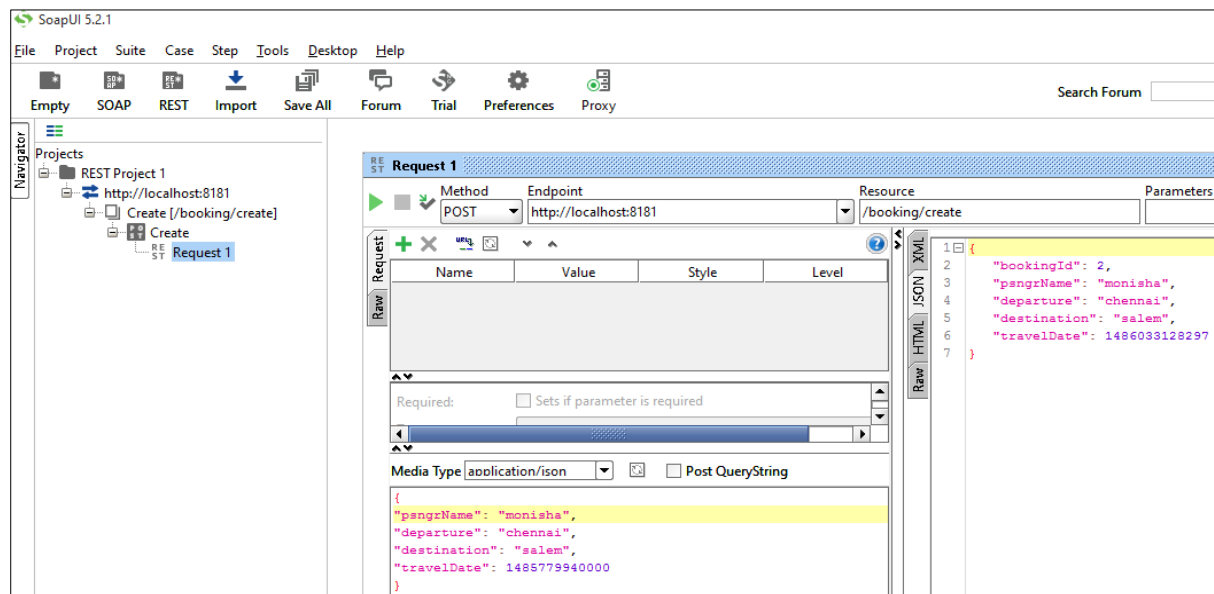 SoapUI 5.2.1
File Project Suite Case Step Tools Desktop Help
Empty SOAP REST Import Save All Forum Trial Preferences Proxy Search Forum
Navigator
Projects
REST Project 1
http://localhost:8181
Create [/booking/create]
Create
REST Request 1
REST Request 1
Method Endpoint Resource Parameters
POST http://localhost:8181 /booking/create
Request
Raw
Name Value Style Level
Required: Sets if parameter is required
Media Type application/json Post QueryString
{
"psngrName": "monisha",
"departure": "chennai",
"destination": "salem",
"travelDate": 1485779940000
}
XML
JSON
HTML
Raw
1 {
2 "bookingId": 2,
3 "psngrName": "monisha",
4 "departure": "chennai",
5 "destination": "salem",
6 "travelDate": 1486033128297
7 }